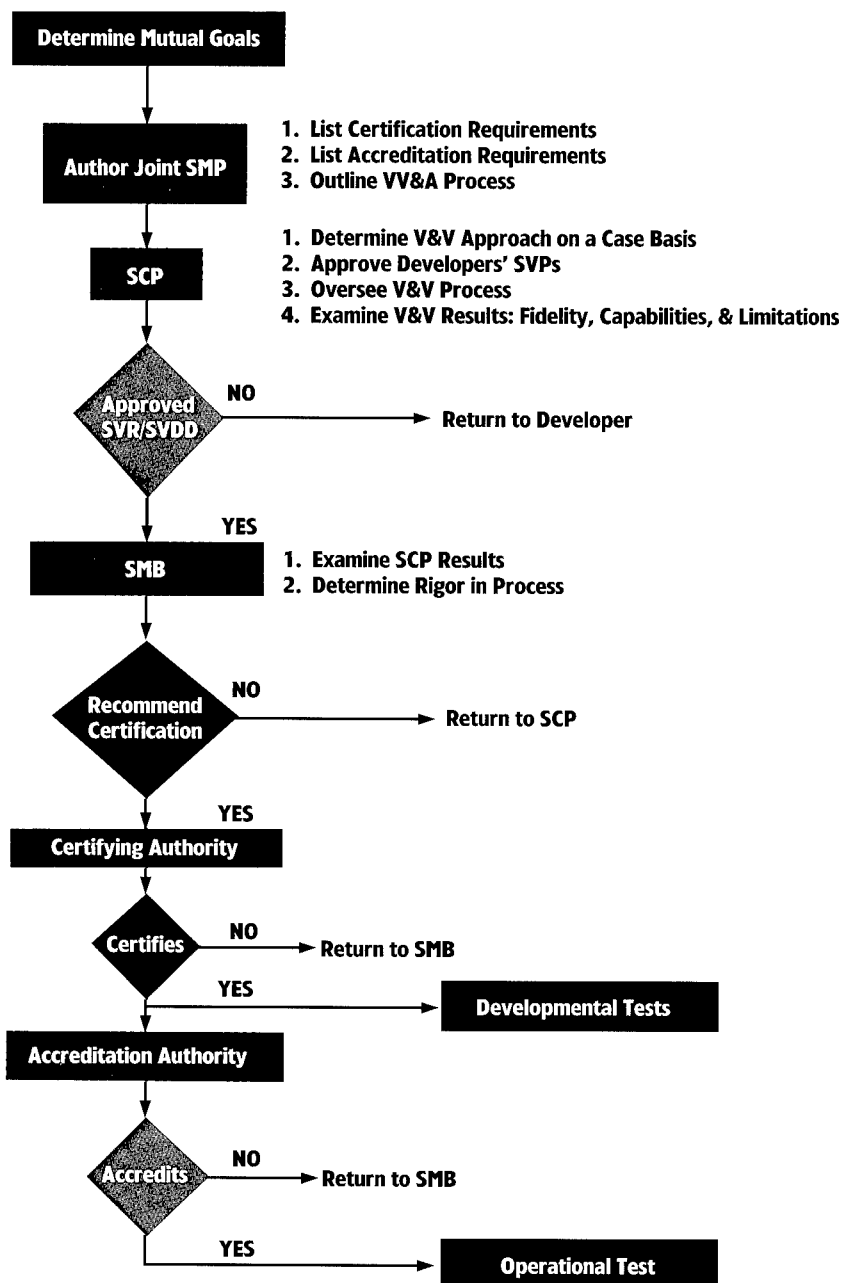 Determine Mutual Goals
Author Joint SMP
1. List Certification Requirements
2. List Accreditation Requirements
3. Outline VV&A Process
SCP
1. Determine V&V Approach on a Case Basis
2. Approve Developers' SVPs
3. Oversee V&V Process
4. Examine V&V Results: Fidelity, Capabilities, & Limitations
Approved
SVR/SVDD
NO
Return to Developer
YES
SMB
1. Examine SCP Results
2. Determine Rigor in Process
Recommend
Certification
NO
Return to SCP
YES
Certifying Authority
Certifies
NO
Return to SMB
YES
Developmental Tests
Accreditation Authority
Accredits
NO
Return to SMB
YES
Operational Test